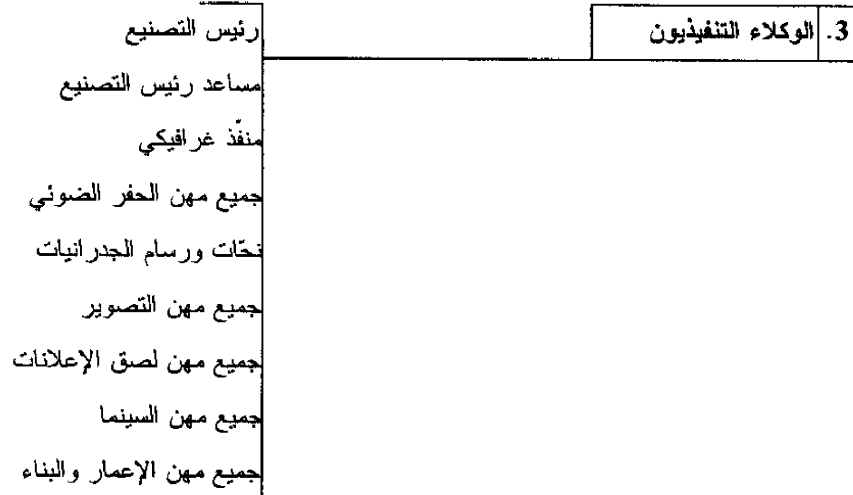 3. الوكلاء التنفيذيون
رئيس التصنيع
مساعد رئيس التصنيع
منفّذ غرافيكي
جميع مهن الحفر الضوئي
نحّات ورسام الجدرانيات
جميع مهن التصوير
جميع مهن لصق الإعلانات
جميع مهن السينما
جميع مهن الإعمار والبناء